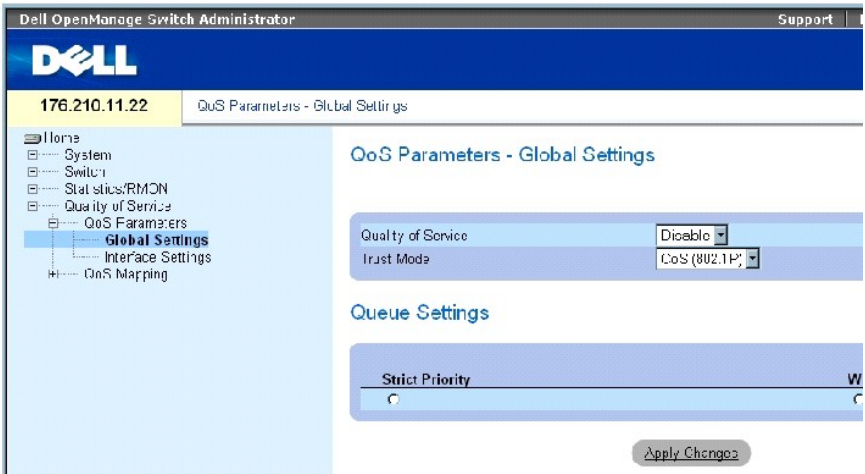 Dell OpenManage Switch Administrator
Support
DELL
176.210.11.22
QoS Parameters - Global Settings
Home
System
Switch
Statistics/RMON
Quality of Service
QoS Parameters
Global Settings
Interface Settings
QoS Mapping
QoS Parameters - Global Settings
Quality of Service Disable
Trust Mode CoS (802.1P)
Queue Settings
Strict Priority W
Apply Changes